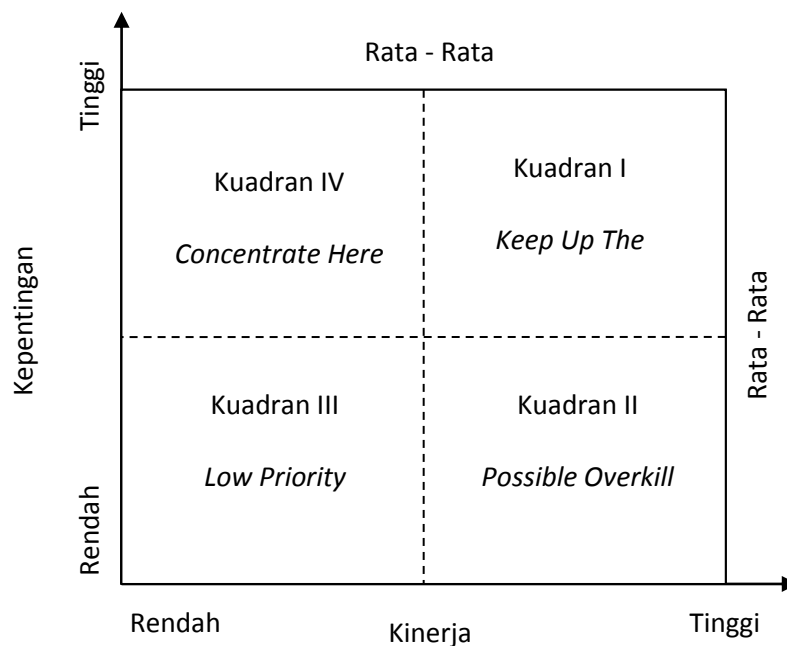 Rata - Rata
Tinggi
Kuadran IV
Concentrate Here
Kuadran I
Keep Up The
Kepentingan
Rata - Rata
Kuadran III
Low Priority
Kuadran II
Possible Overkill
Rendah
Rendah
Kinerja
Tinggi